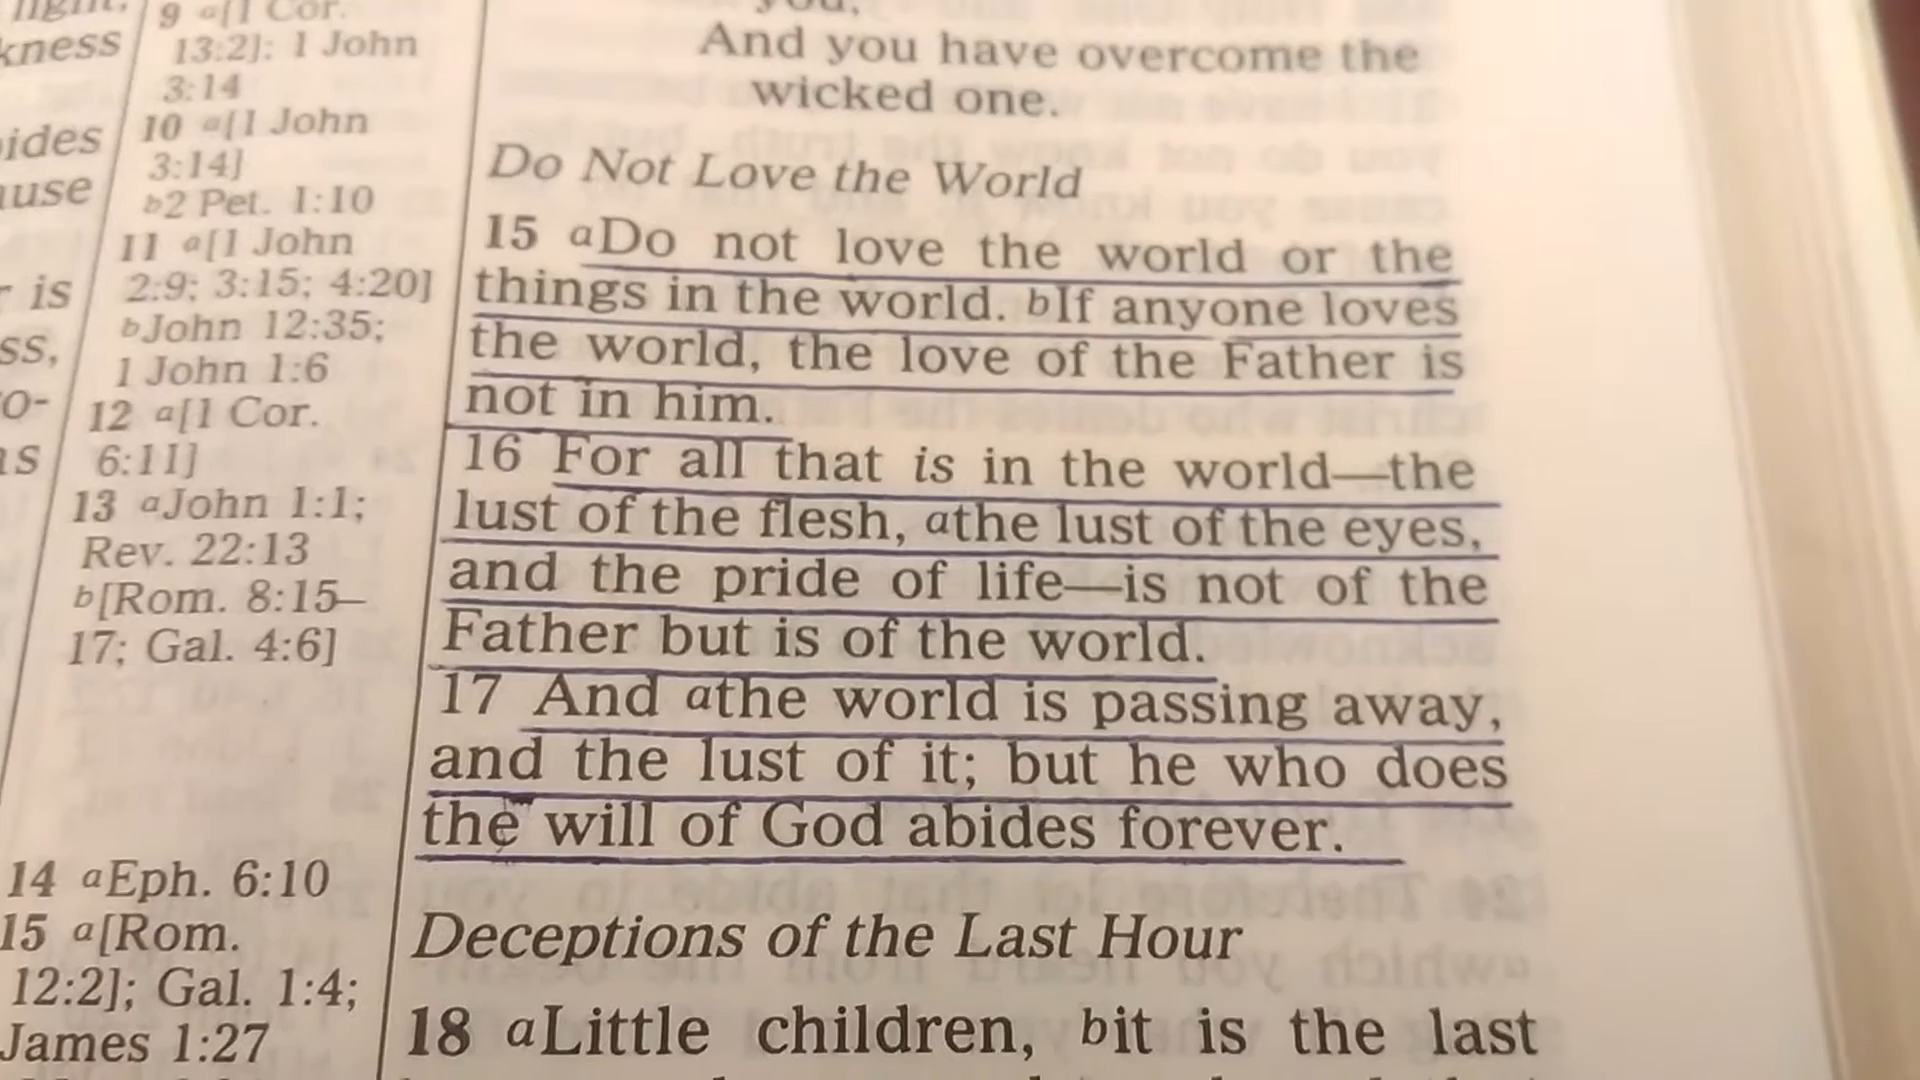 kness
ides
use
is
ss,
o-
s
9 a[1 Cor.
13:2]; 1 John
3:14
10 a[1 John
3:14]
b2 Pet. 1:10
11 a[1 John
2:9; 3:15; 4:20]
bJohn 12:35;
1 John 1:6
12 a[1 Cor.
6:11]
13 aJohn 1:1;
Rev. 22:13
b[Rom. 8:15–
17; Gal. 4:6]
14 aEph. 6:10
15 a[Rom.
12:2]; Gal. 1:4;
James 1:27
you,
And you have overcome the
wicked one.
Do Not Love the World
15 aDo not love the world or the
things in the world. bIf anyone loves
the world, the love of the Father is
not in him.
16 For all that is in the world—the
lust of the flesh, athe lust of the eyes,
and the pride of life—is not of the
Father but is of the world.
17 And athe world is passing away,
and the lust of it; but he who does
the will of God abides forever.
Deceptions of the Last Hour
18 aLittle children, bit is the last